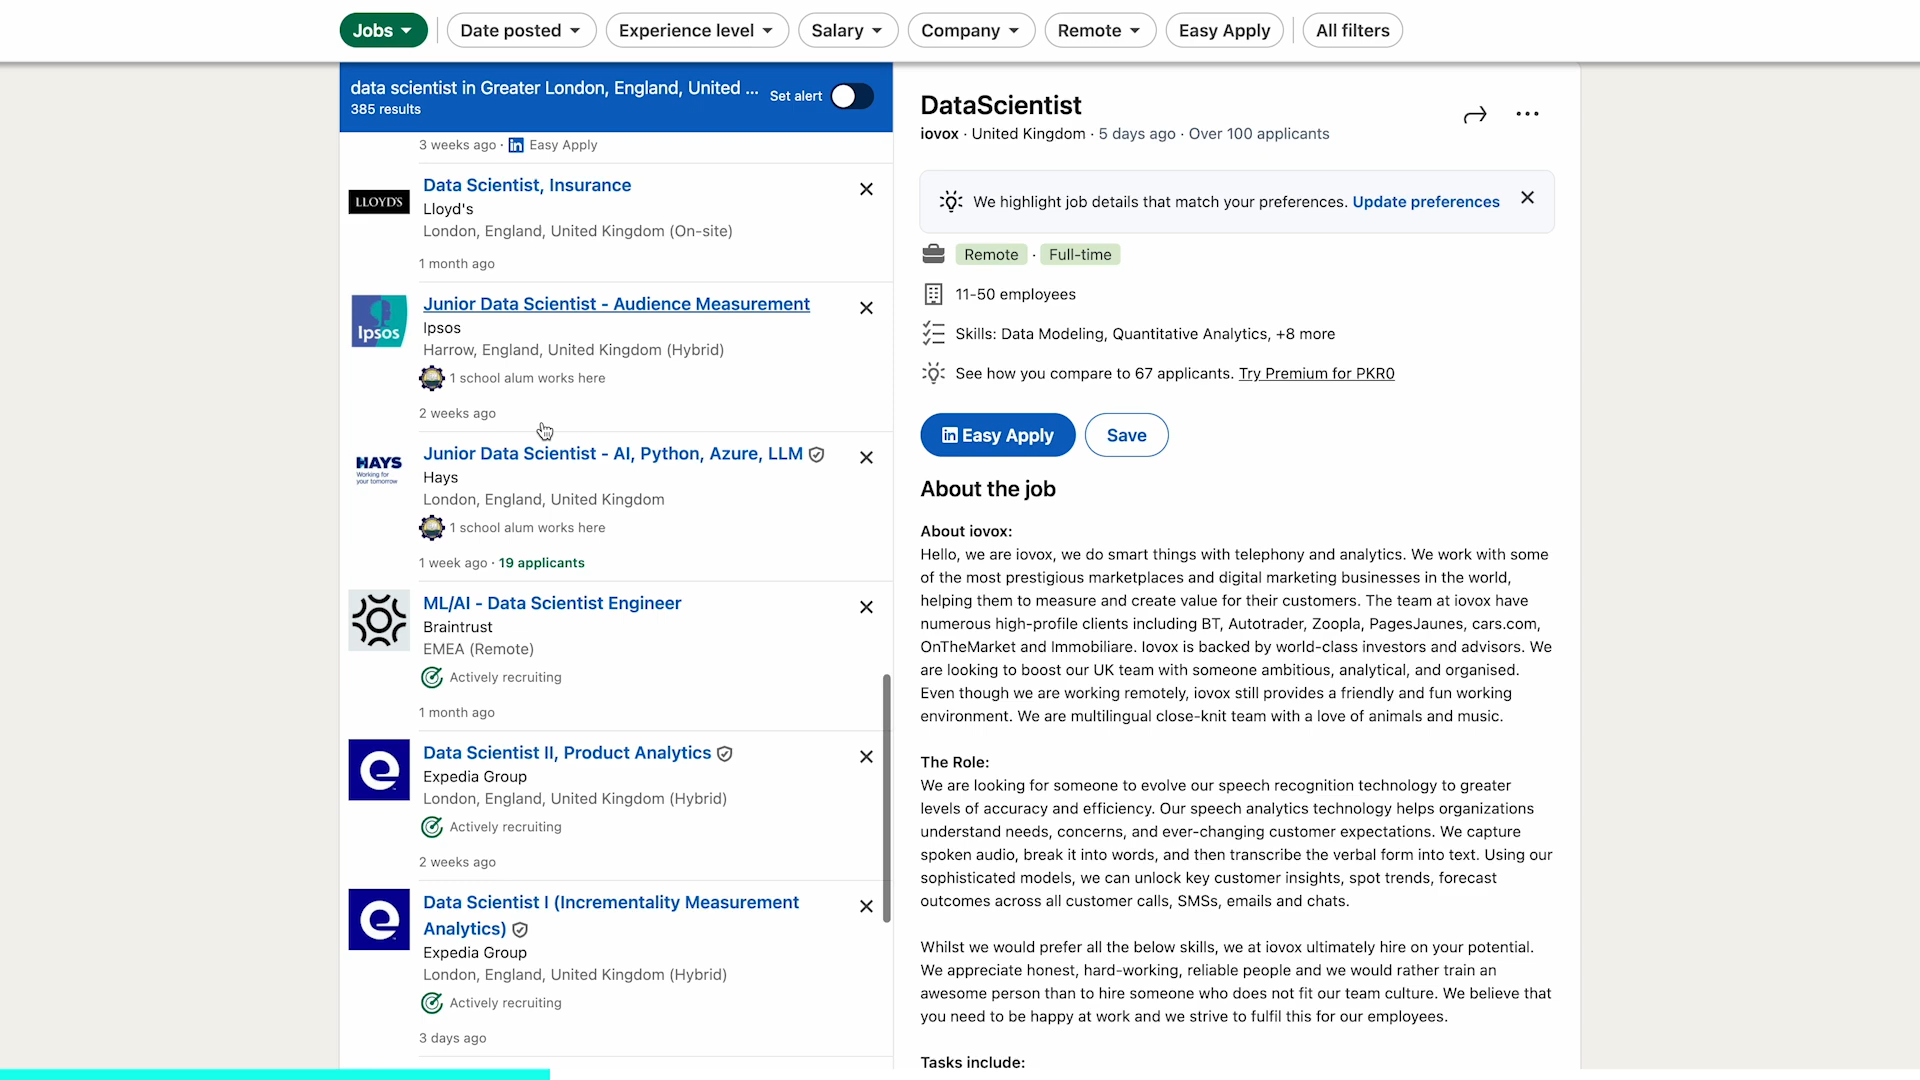 Jobs
Date posted
Experience level
Salary
Company
Remote
Easy Apply
All filters
data scientist in Greater London, England, United ...
385 results
Set alert
3 weeks ago · in Easy Apply
LLOYD'S
Data Scientist, Insurance
Lloyd's
London, England, United Kingdom (On-site)
1 month ago
Ipsos
Junior Data Scientist - Audience Measurement
Ipsos
Harrow, England, United Kingdom (Hybrid)
1 school alum works here
2 weeks ago
HAYS
Working for
your tomorrow
Junior Data Scientist - AI, Python, Azure, LLM
Hays
London, England, United Kingdom
1 school alum works here
1 week ago · 19 applicants
ML/AI - Data Scientist Engineer
Braintrust
EMEA (Remote)
Actively recruiting
1 month ago
Data Scientist II, Product Analytics
Expedia Group
London, England, United Kingdom (Hybrid)
Actively recruiting
2 weeks ago
Data Scientist I (Incrementality Measurement
Analytics)
Expedia Group
London, England, United Kingdom (Hybrid)
Actively recruiting
3 days ago
DataScientist
iovox · United Kingdom · 5 days ago · Over 100 applicants
We highlight job details that match your preferences. Update preferences
Remote · Full-time
11-50 employees
Skills: Data Modeling, Quantitative Analytics, +8 more
See how you compare to 67 applicants. Try Premium for PKR0
in Easy Apply
Save
About the job
About iovox:
Hello, we are iovox, we do smart things with telephony and analytics. We work with some
of the most prestigious marketplaces and digital marketing businesses in the world,
helping them to measure and create value for their customers. The team at iovox have
numerous high-profile clients including BT, Autotrader, Zoopla, PagesJaunes, cars.com,
OnTheMarket and Immobiliare. Iovox is backed by world-class investors and advisors. We
are looking to boost our UK team with someone ambitious, analytical, and organised.
Even though we are working remotely, iovox still provides a friendly and fun working
environment. We are multilingual close-knit team with a love of animals and music.
The Role:
We are looking for someone to evolve our speech recognition technology to greater
levels of accuracy and efficiency. Our speech analytics technology helps organizations
understand needs, concerns, and ever-changing customer expectations. We capture
spoken audio, break it into words, and then transcribe the verbal form into text. Using our
sophisticated models, we can unlock key customer insights, spot trends, forecast
outcomes across all customer calls, SMSs, emails and chats.
Whilst we would prefer all the below skills, we at iovox ultimately hire on your potential.
We appreciate honest, hard-working, reliable people and we would rather train an
awesome person than to hire someone who does not fit our team culture. We believe that
you need to be happy at work and we strive to fulfil this for our employees.
Tasks include: